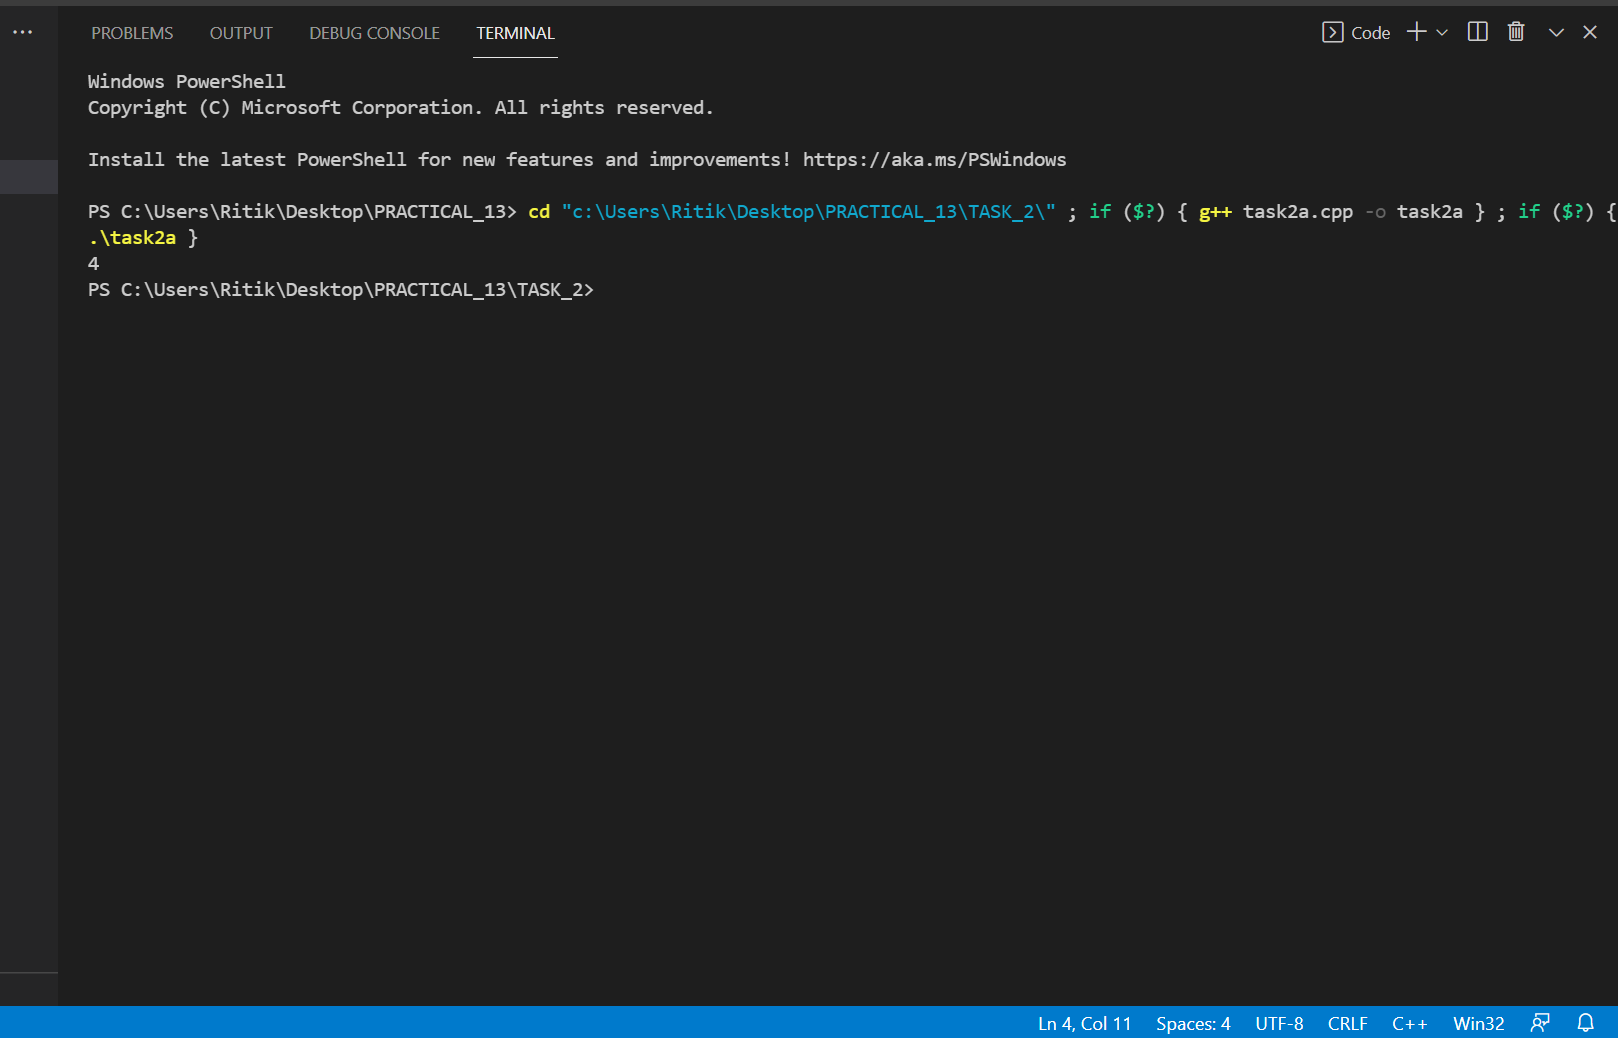 PROBLEMS OUTPUT DEBUG CONSOLE TERMINAL Code
Windows PowerShell
Copyright (C) Microsoft Corporation. All rights reserved.
Install the latest PowerShell for new features and improvements! https://aka.ms/PSWindows
PS C:\Users\Ritik\Desktop\PRACTICAL_13> cd "c:\Users\Ritik\Desktop\PRACTICAL_13\TASK_2\" ; if ($?) { g++ task2a.cpp -o task2a } ; if ($?) {
.\task2a }
4
PS C:\Users\Ritik\Desktop\PRACTICAL_13\TASK_2>
Ln 4, Col 11 Spaces: 4 UTF-8 CRLF C++ Win32